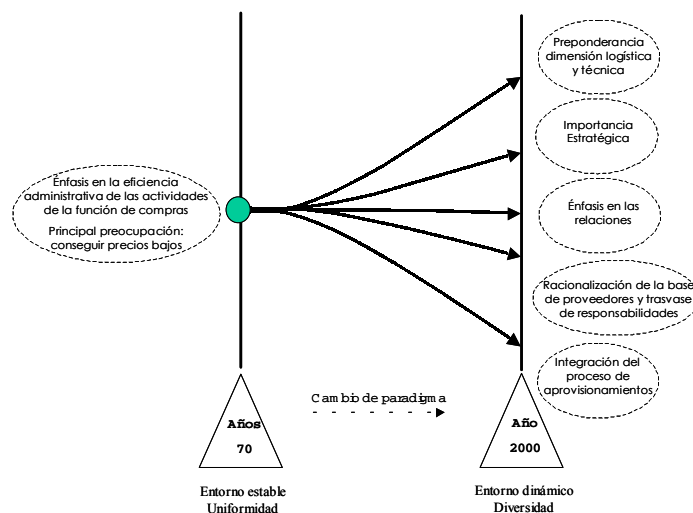 Énfasis en la eficiencia
administrativa de las actividades
de la función de compras
Principal preocupación:
conseguir precios bajos
Preponderancia
dimensión logística
y técnica
Importancia
Estratégica
Énfasis en las
relaciones
Racionalización de la base
de proveedores y trasvase
de responsabilidades
Integración del
proceso de
aprovisionamientos
Cambio de paradigma
Años
70
Año
2000
Entorno estable
Uniformidad
Entorno dinámico
Diversidad